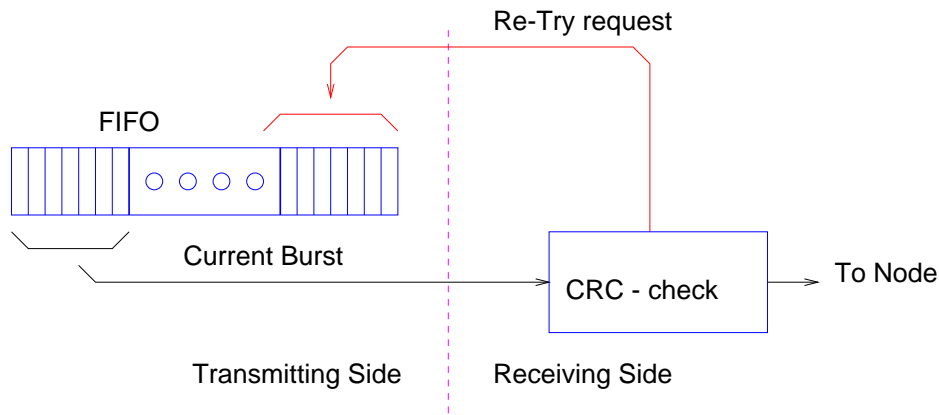 Re-Try request
FIFO
Current Burst
CRC - check
To Node
Transmitting Side
Receiving Side